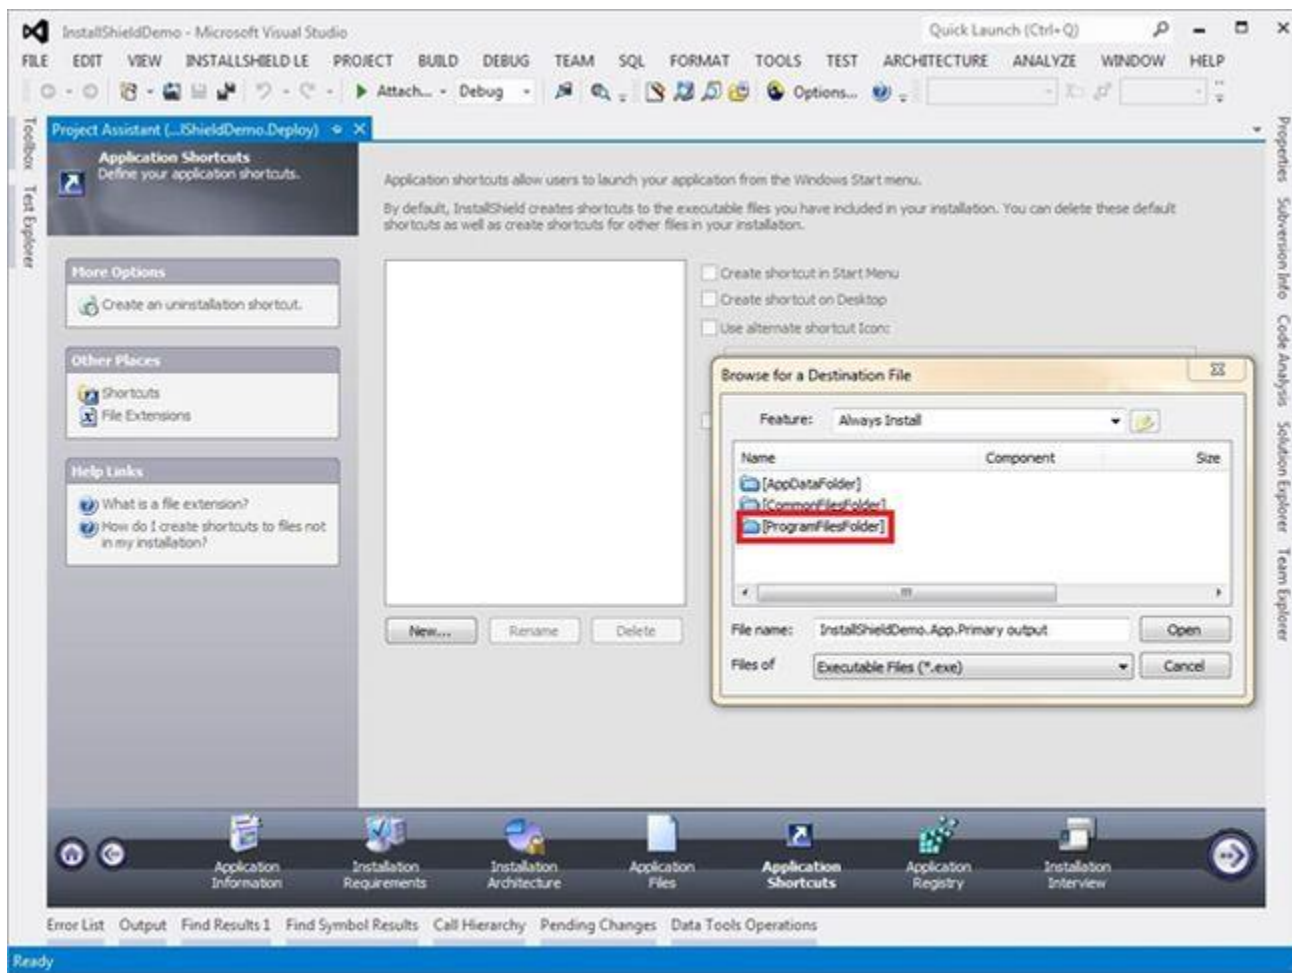 InstallShieldDemo - Microsoft Visual Studio
Quick Launch (Ctrl+Q)
FILE EDIT VIEW INSTALLSHIELD LE PROJECT BUILD DEBUG TEAM SQL FORMAT TOOLS TEST ARCHITECTURE ANALYZE WINDOW HELP
Attach... Debug Options...
Toolbox
Test Explorer
Project Assistant (...lShieldDemo.Deploy)
Application Shortcuts
Define your application shortcuts.
More Options
Create an uninstallation shortcut.
Other Places
Shortcuts
File Extensions
Help Links
What is a file extension?
How do I create shortcuts to files not
in my installation?
Application shortcuts allow users to launch your application from the Windows Start menu.
By default, InstallShield creates shortcuts to the executable files you have included in your installation. You can delete these default
shortcuts as well as create shortcuts for other files in your installation.
New... Rename Delete
Create shortcut in Start Menu
Create shortcut on Desktop
Use alternate shortcut Icon:
Browse for a Destination File
Feature: Always Install
Name Component Size
[AppDataFolder]
[CommonFilesFolder]
[ProgramFilesFolder]
File name: InstallShieldDemo.App.Primary output Open
Files of Executable Files (*.exe) Cancel
Properties
Subversion Info
Code Analysis
Solution Explorer
Team Explorer
Application
Information
Installation
Requirements
Installation
Architecture
Application
Files
Application
Shortcuts
Application
Registry
Installation
Interview
Error List Output Find Results 1 Find Symbol Results Call Hierarchy Pending Changes Data Tools Operations
Ready